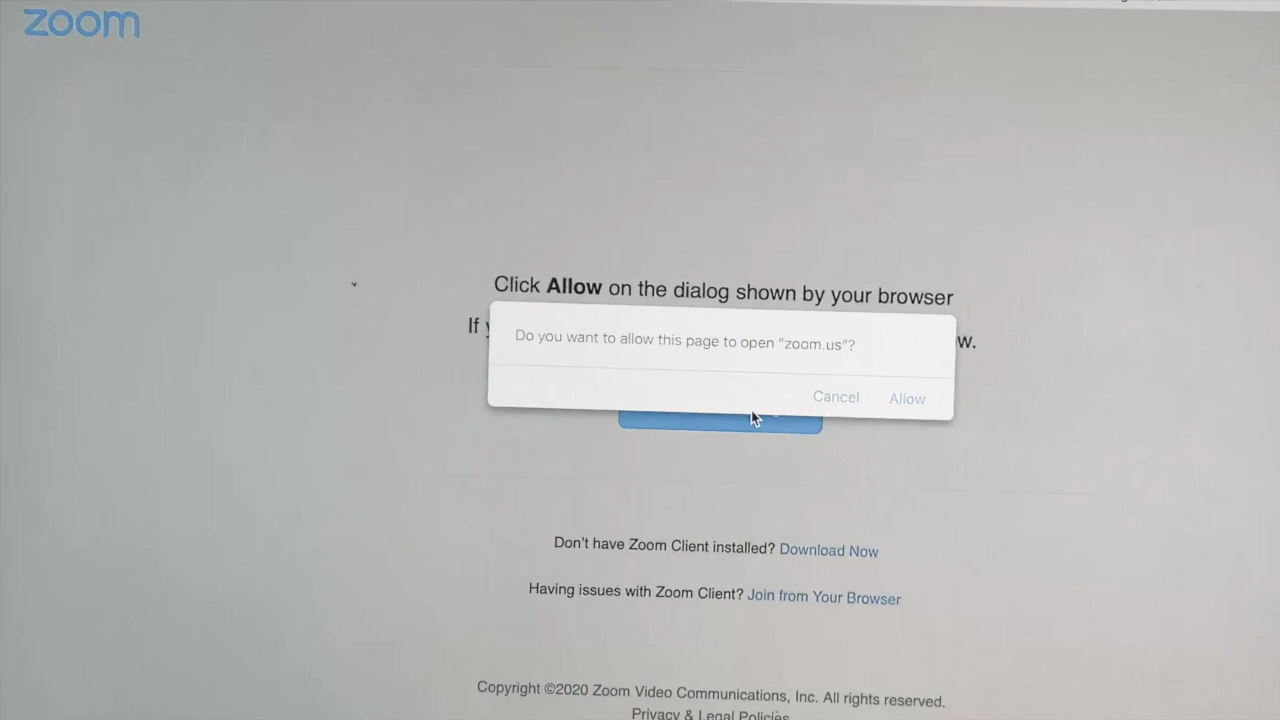 zoom
Click Allow on the dialog shown by your browser
If
w.
Do you want to allow this page to open “zoom.us”?
Cancel Allow
Don’t have Zoom Client installed? Download Now
Having issues with Zoom Client? Join from Your Browser
Copyright ©2020 Zoom Video Communications, Inc. All rights reserved.
Privacy & Legal Policies